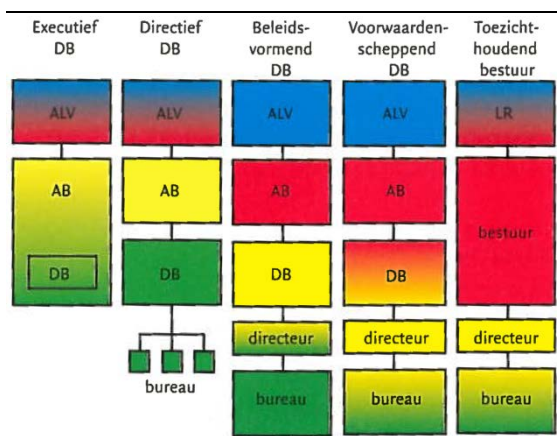 Executief
DB
Directief
DB
Beleids-
vormend
DB
Voorwaarden-
scheppend
DB
Toezicht-
houdend
bestuur
ALV
ALV
ALV
ALV
LR
AB
AB
AB
AB
bestuur
DB
DB
DB
DB
directeur
directeur
directeur
bureau
bureau
bureau
bureau